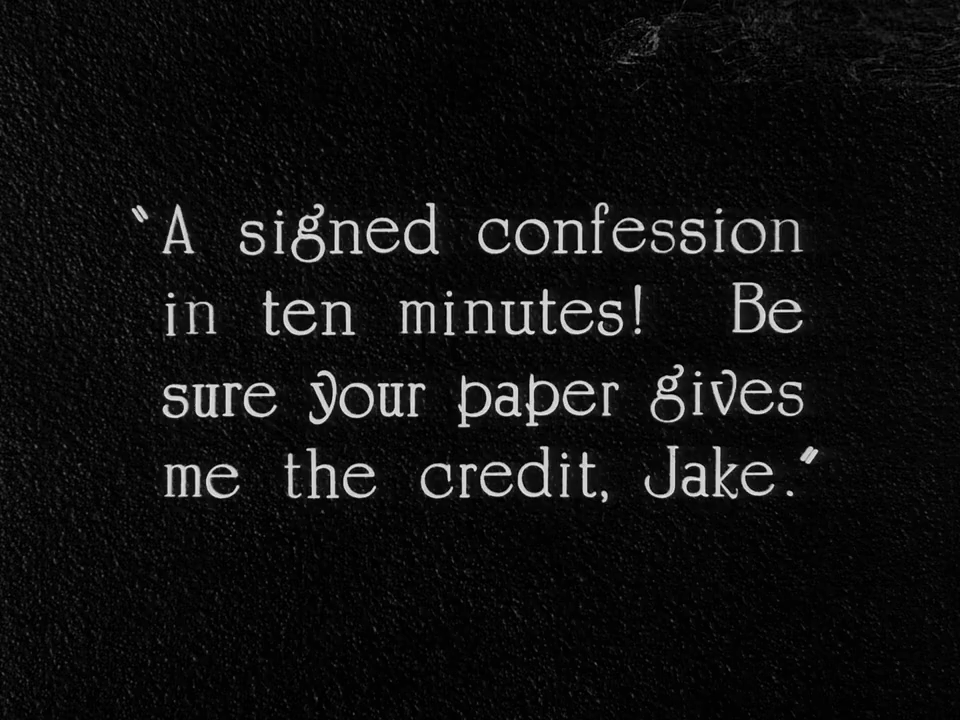 “A signed confession
in ten minutes!  Be
sure your paper gives
me the credit, Jake.”